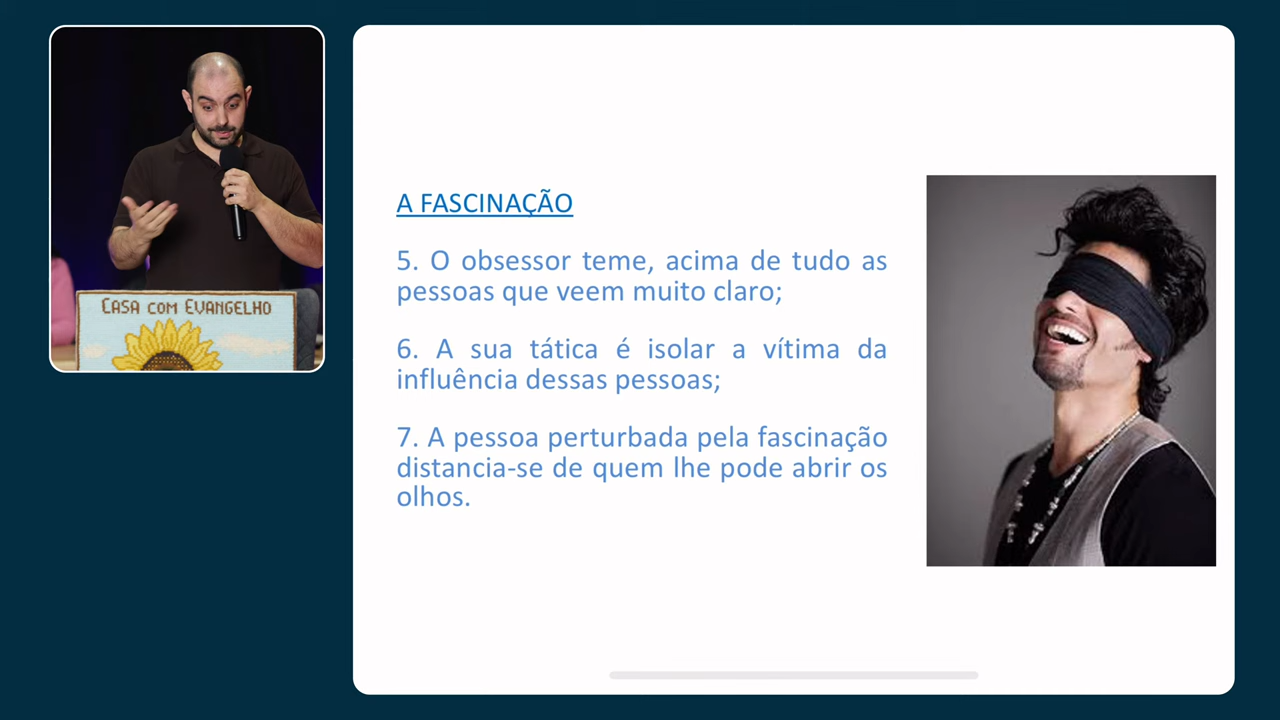 CASA COM EVANGELHO
A FASCINAÇÃO
5. O obsessor teme, acima de tudo as
pessoas que veem muito claro;
6. A sua tática é isolar a vítima da
influência dessas pessoas;
7. A pessoa perturbada pela fascinação
distancia-se de quem lhe pode abrir os
olhos.